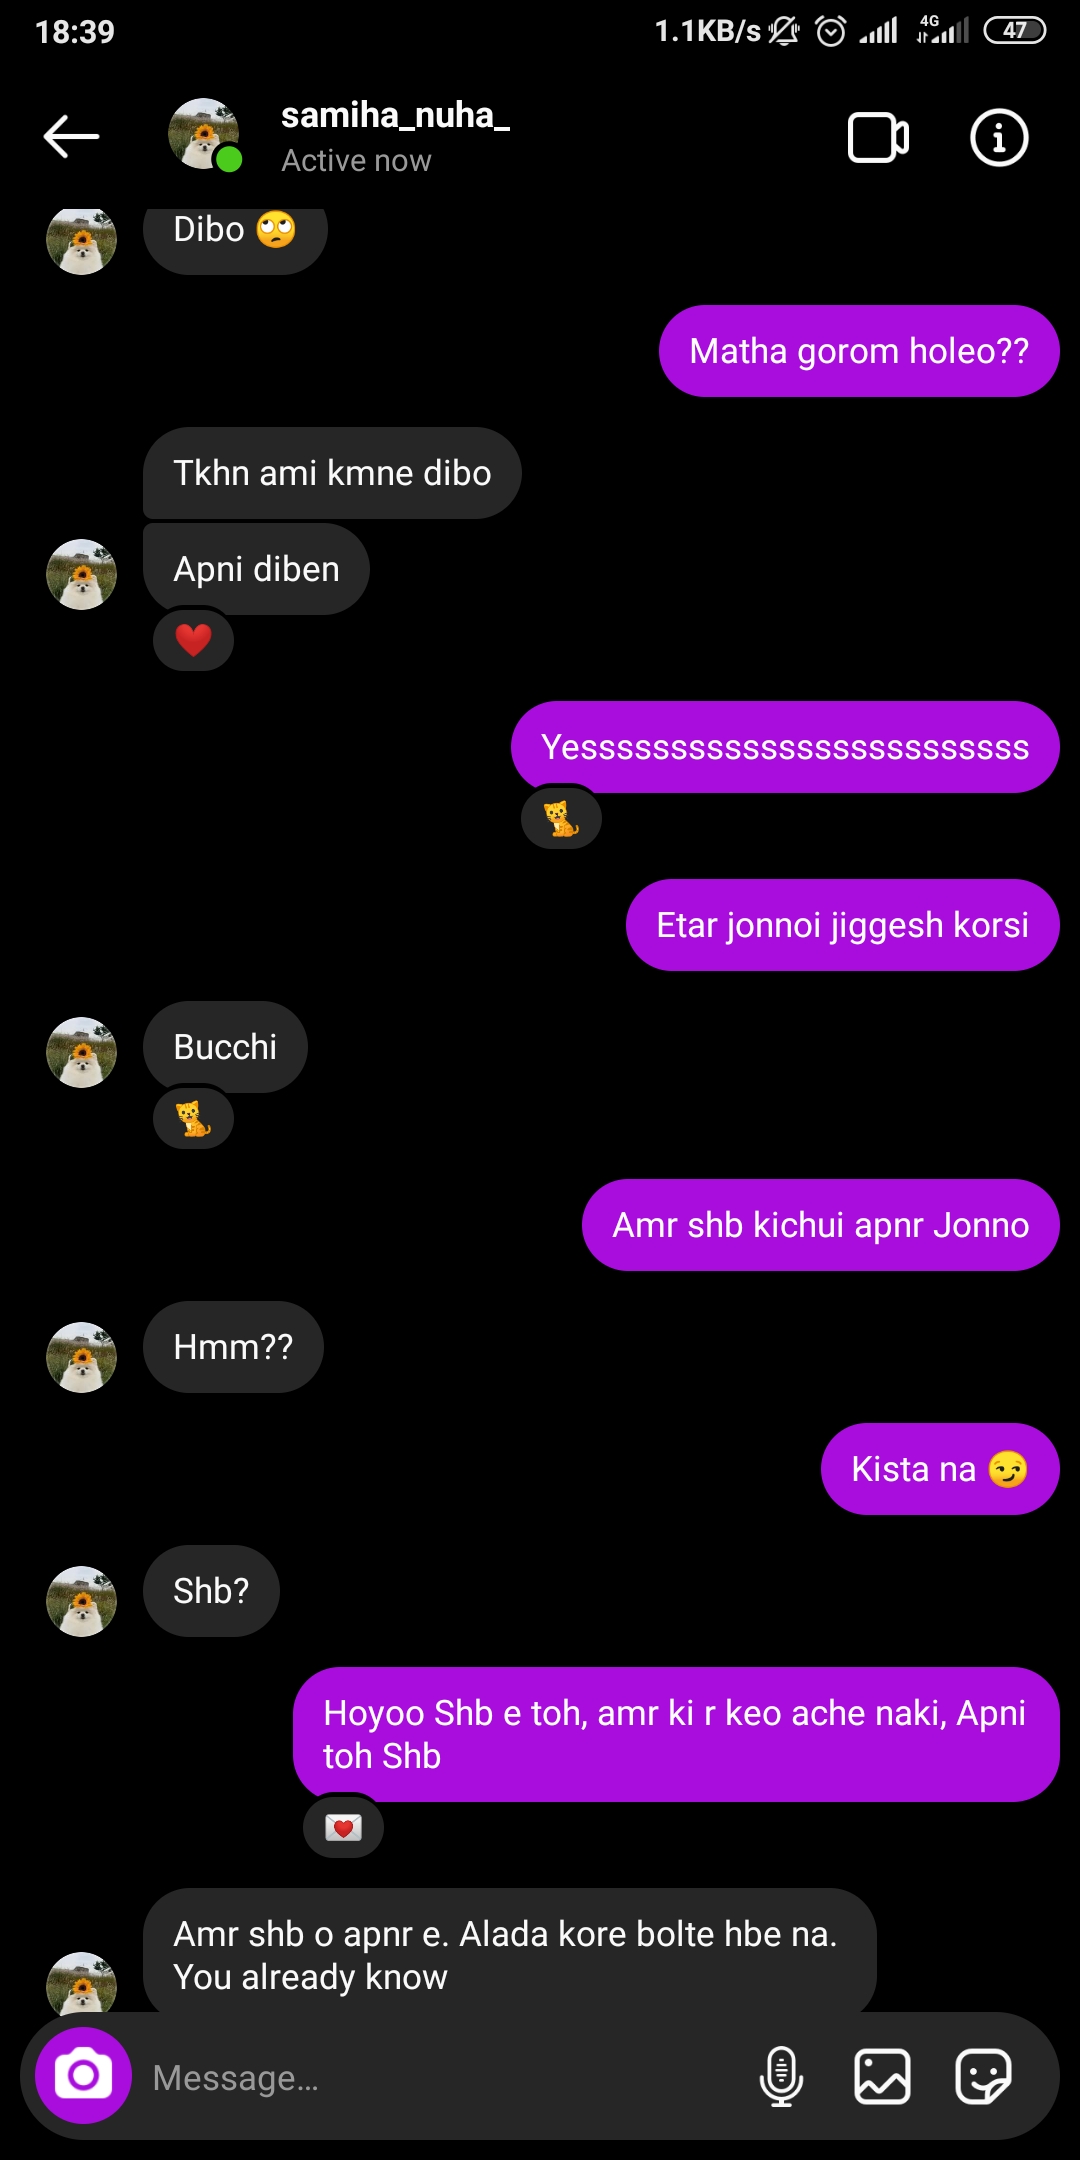 18:39
1.1KB/s 4G 47
samiha_nuha_
Active now
Dibo 🙄
Matha gorom holeo??
Tkhn ami kmne dibo
Apni diben
❤️
Yesssssssssssssssssssssssss
🐈
Etar jonnoi jiggesh korsi
Bucchi
🐈
Amr shb kichui apnr Jonno
Hmm??
Kista na 😏
Shb?
Hoyoo Shb e toh, amr ki r keo ache naki, Apni
toh Shb
💌
Amr shb o apnr e. Alada kore bolte hbe na.
You already know
Message...